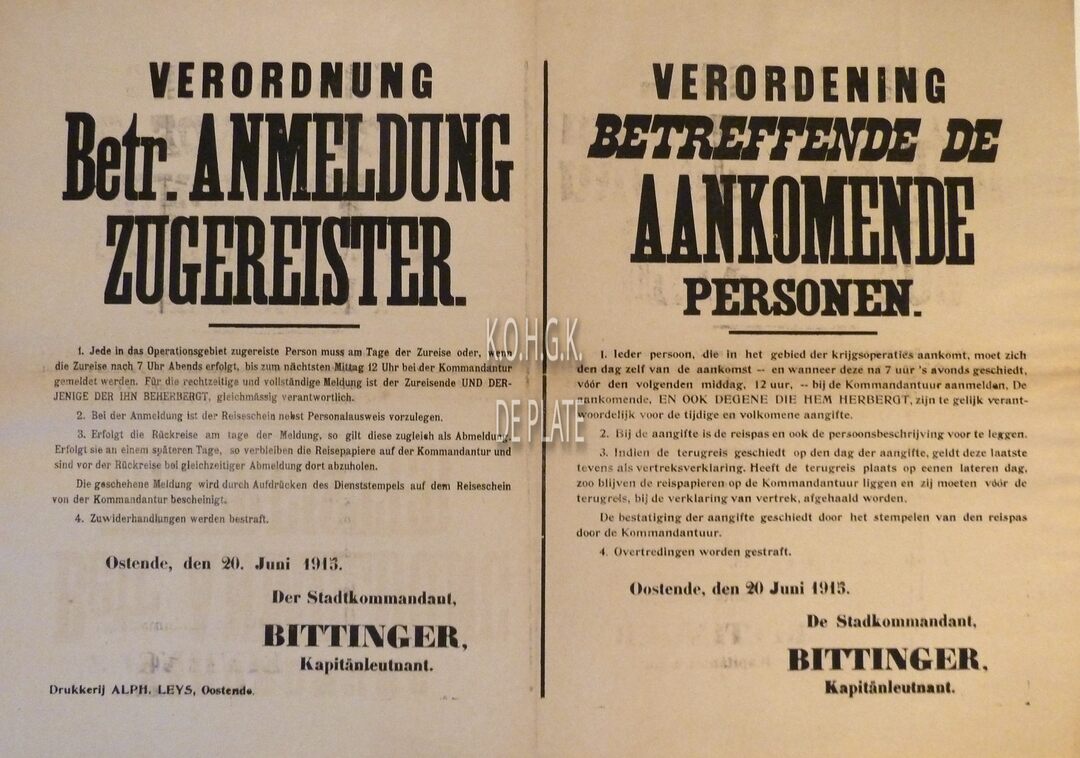 VERORDNUNG
Betr. ANMELDUNG
ZUGEREISTER.
1. Jede in das Operationsgebiet zugereiste Person muss am Tage der Zureise oder, wenn
die Zureise nach 7 Uhr Abends erfolgt, bis zum nächsten Mittag 12 Uhr bei der Kommandantur
gemeldet werden. Für die rechtzeitige und vollständige Meldung ist der Zureisende UND DER-
JENIGE DER IHN BEHERBERGT, gleichmässig verantwortlich.
2. Bei der Anmeldung ist der Reiseschein nebst Personalausweis vorzulegen.
3. Erfolgt die Rückreise am tage der Meldung, so gilt diese zugleich als Abmeldung.
Erfolgt sie an einem späteren Tage, so verbleiben die Reisepapiere auf der Kommandantur und
sind vor der Rückreise bei gleichzeitiger Abmeldung dort abzuholen.
Die geschehene Meldung wird durch Aufdrücken des Dienststempels auf dem Reiseschein
von der Kommandantur bescheinigt.
4. Zuwiderhandlungen werden bestraft.
Ostende, den 20. Juni 1915.
Der Stadtkommandant,
BITTINGER,
Kapitänleutnant.
Drukkerij ALPH. LEYS, Oostende.
VERORDENING
BETREFFENDE DE
AANKOMENDE
PERSONEN.
1. Ieder persoon, die in het gebied der krijgsoperaties aankomt, moet zich
den dag zelf van de aankomst — en wanneer deze na 7 uur 's avonds geschiedt,
vóór den volgenden middag, 12 uur, — bij de Kommandantuur aanmelden. De
aankomende, EN OOK DEGENE DIE HEM HERBERGT, zijn te gelijk verant-
woordelijk voor de tijdige en volkomene aangifte.
2. Bij de aangifte is de reispas en ook de persoonsbeschrijving voor te leggen.
3. Indien de terugreis geschiedt op den dag der aangifte, geldt deze laatste
tevens als vertreksverklaring. Heeft de terugreis plaats op eenen lateren dag,
zoo blijven de reispapieren op de Kommandantuur liggen en zij moeten vóór de
terugreis, bij de verklaring van vertrek, afgehaald worden.
De bestatiging der aangifte geschiedt door het stempelen van den reispas
door de Kommandantuur.
4. Overtredingen worden gestraft.
Oostende, den 20 Juni 1915.
De Stadkommandant,
BITTINGER,
Kapitänleutnant.
K.O.H.G.K.
DE PLATE